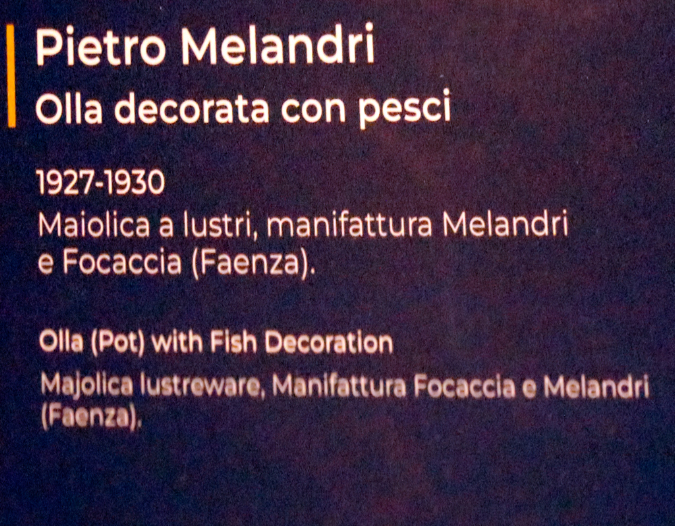 Pietro Melandri
Olla decorata con pesci
1927-1930
Maiolica a lustri, manifattura Melandri
e Focaccia (Faenza).
Olla (Pot) with Fish Decoration
Majolica lustreware, Manifattura Focaccia e Melandri
(Faenza).